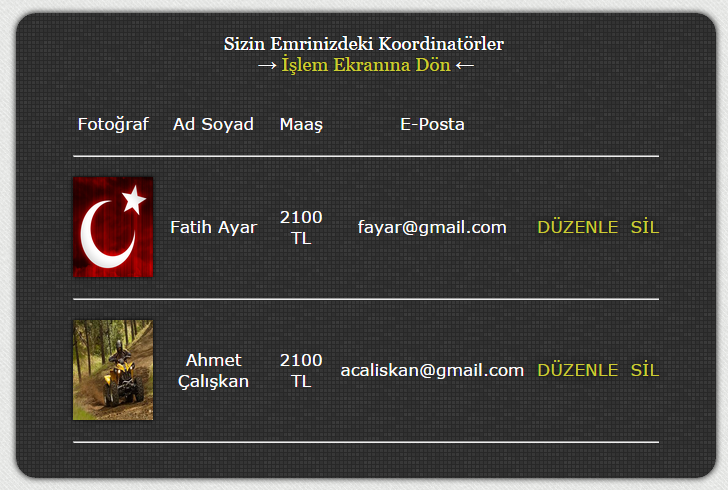 Sizin Emrinizdeki Koordinatörler
→ İşlem Ekranına Dön ←
Fotoğraf Ad Soyad Maaş E-Posta
Fatih Ayar 2100 TL fayar@gmail.com DÜZENLE SİL
Ahmet Çalışkan 2100 TL acaliskan@gmail.com DÜZENLE SİL